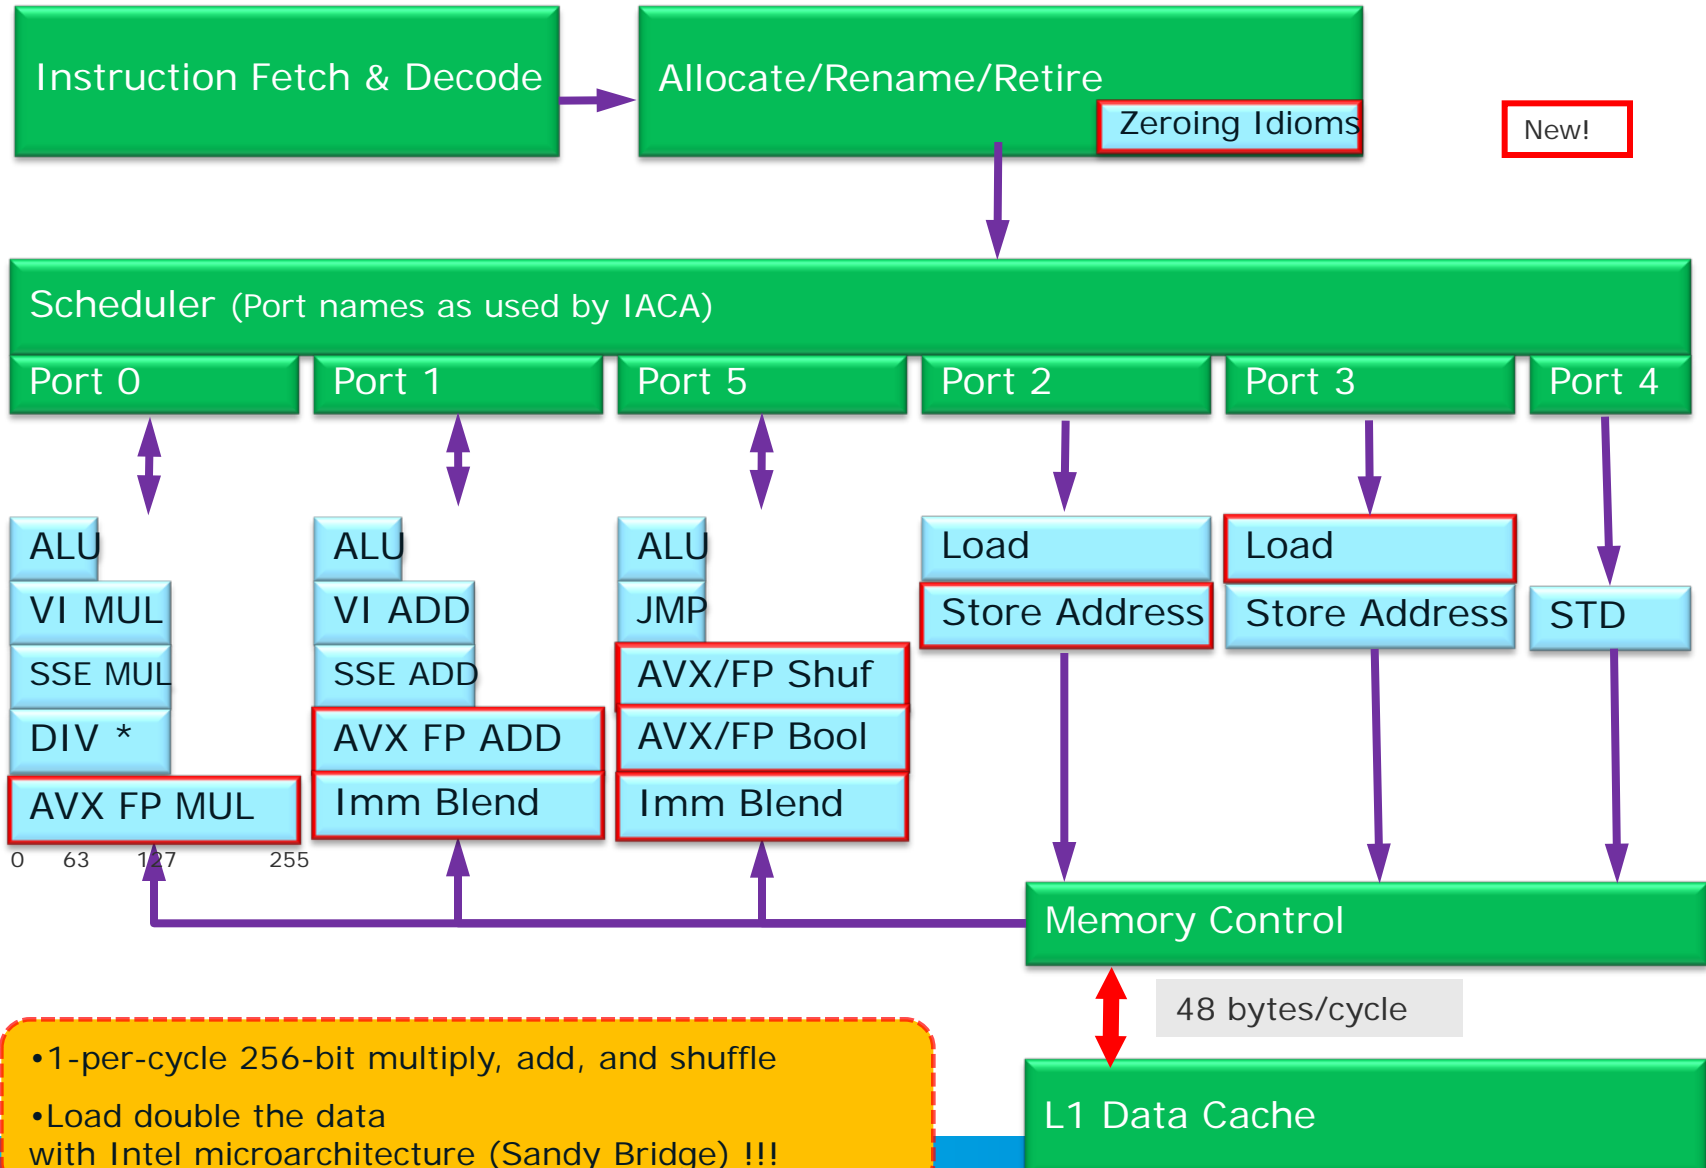 Instruction Fetch & Decode
Allocate/Rename/Retire
Zeroing Idioms
New!
Scheduler (Port names as used by IACA)
Port 0
Port 1
Port 5
Port 2
Port 3
Port 4
ALU
VI MUL
SSE MUL
DIV *
AVX FP MUL
0 63 127 255
ALU
VI ADD
SSE ADD
AVX FP ADD
Imm Blend
ALU
JMP
AVX/FP Shuf
AVX/FP Bool
Imm Blend
Load
Store Address
Load
Store Address
STD
Memory Control
48 bytes/cycle
L1 Data Cache
•1-per-cycle 256-bit multiply, add, and shuffle
•Load double the data
with Intel microarchitecture (Sandy Bridge) !!!